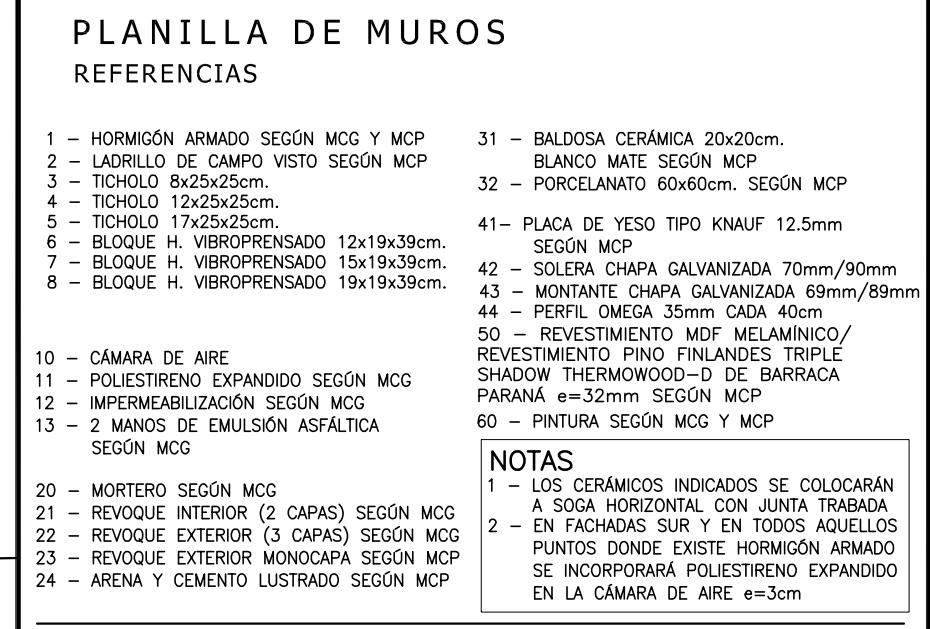 PLANILLA DE MUROS
REFERENCIAS
1 – HORMIGÓN ARMADO SEGÚN MCG Y MCP
2 – LADRILLO DE CAMPO VISTO SEGÚN MCP
3 – TICHOLO 8x25x25cm.
4 – TICHOLO 12x25x25cm.
5 – TICHOLO 17x25x25cm.
6 – BLOQUE H. VIBROPRENSADO 12x19x39cm.
7 – BLOQUE H. VIBROPRENSADO 15x19x39cm.
8 – BLOQUE H. VIBROPRENSADO 19x19x39cm.
10 – CÁMARA DE AIRE
11 – POLIESTIRENO EXPANDIDO SEGÚN MCG
12 – IMPERMEABILIZACIÓN SEGÚN MCG
13 – 2 MANOS DE EMULSIÓN ASFÁLTICA
SEGÚN MCG
20 – MORTERO SEGÚN MCG
21 – REVOQUE INTERIOR (2 CAPAS) SEGÚN MCG
22 – REVOQUE EXTERIOR (3 CAPAS) SEGÚN MCG
23 – REVOQUE EXTERIOR MONOCAPA SEGÚN MCP
24 – ARENA Y CEMENTO LUSTRADO SEGÚN MCP
31 – BALDOSA CERÁMICA 20x20cm.
BLANCO MATE SEGÚN MCP
32 – PORCELANATO 60x60cm. SEGÚN MCP
41– PLACA DE YESO TIPO KNAUF 12.5mm
SEGÚN MCP
42 – SOLERA CHAPA GALVANIZADA 70mm/90mm
43 – MONTANTE CHAPA GALVANIZADA 69mm/89mm
44 – PERFIL OMEGA 35mm CADA 40cm
50 – REVESTIMIENTO MDF MELAMÍNICO/
REVESTIMIENTO PINO FINLANDES TRIPLE
SHADOW THERMOWOOD–D DE BARRACA
PARANÁ e=32mm SEGÚN MCP
60 – PINTURA SEGÚN MCG Y MCP
NOTAS
1 – LOS CERÁMICOS INDICADOS SE COLOCARÁN
A SOGA HORIZONTAL CON JUNTA TRABADA
2 – EN FACHADAS SUR Y EN TODOS AQUELLOS
PUNTOS DONDE EXISTE HORMIGÓN ARMADO
SE INCORPORARÁ POLIESTIRENO EXPANDIDO
EN LA CÁMARA DE AIRE e=3cm